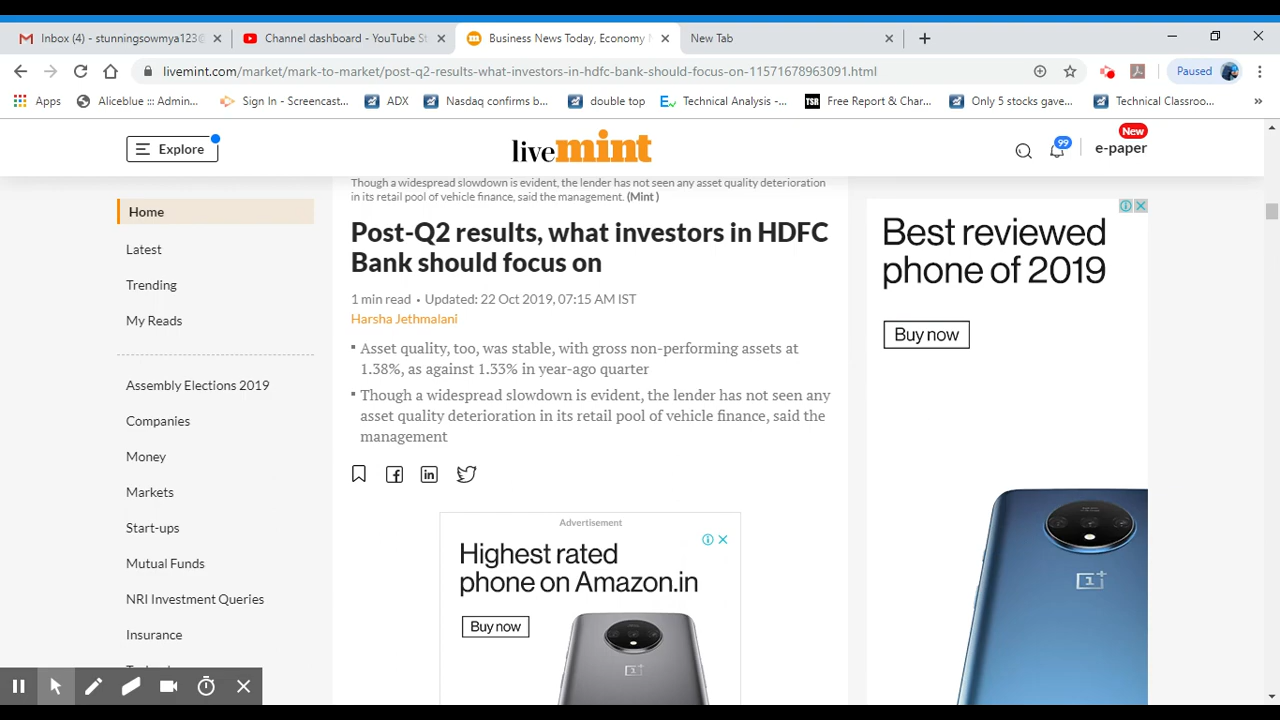 Inbox (4) - stunningsowmya123@
Channel dashboard - YouTube St
Business News Today, Economy N
New Tab
livemint.com/market/mark-to-market/post-q2-results-what-investors-in-hdfc-bank-should-focus-on-11571678963091.html
Paused
Apps
Aliceblue ::: Admin...
Sign In - Screencast...
ADX
Nasdaq confirms b...
double top
Technical Analysis -...
TSR
Free Report & Char...
Only 5 stocks gave...
Technical Classroo...
»
Explore
livemint
99
New
e-paper
Though a widespread slowdown is evident, the lender has not seen any asset quality deterioration
in its retail pool of vehicle finance, said the management. (Mint )
Home
Latest
Trending
My Reads
Assembly Elections 2019
Companies
Money
Markets
Start-ups
Mutual Funds
NRI Investment Queries
Insurance
Post-Q2 results, what investors in HDFC
Bank should focus on
1 min read • Updated: 22 Oct 2019, 07:15 AM IST
Harsha Jethmalani
Asset quality, too, was stable, with gross non-performing assets at
1.38%, as against 1.33% in year-ago quarter
Though a widespread slowdown is evident, the lender has not seen any
asset quality deterioration in its retail pool of vehicle finance, said the
management
Advertisement
Highest rated
phone on Amazon.in
Buy now
Best reviewed
phone of 2019
Buy now